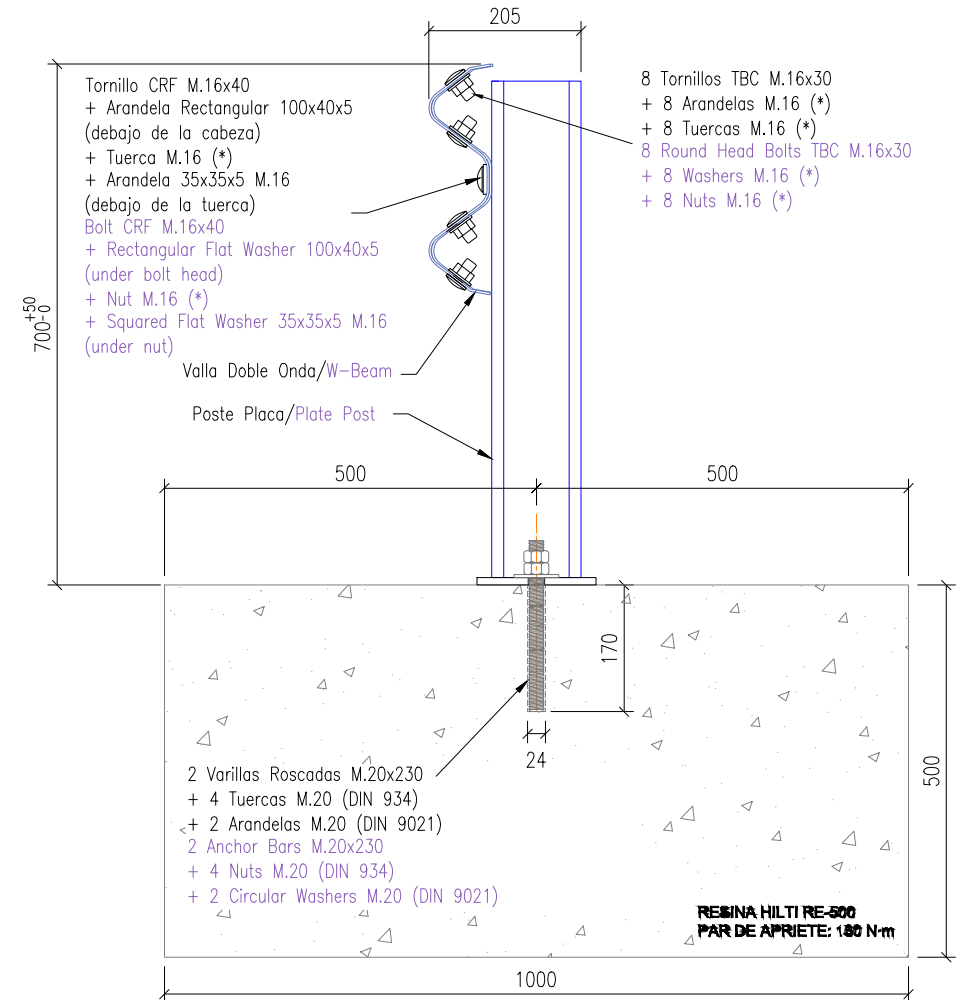 205
Tornillo CRF M.16x40
+ Arandela Rectangular 100x40x5
(debajo de la cabeza)
+ Tuerca M.16 (*)
+ Arandela 35x35x5 M.16
(debajo de la tuerca)
Bolt CRF M.16x40
+ Rectangular Flat Washer 100x40x5
(under bolt head)
+ Nut M.16 (*)
+ Squared Flat Washer 35x35x5 M.16
(under nut)
8 Tornillos TBC M.16x30
+ 8 Arandelas M.16 (*)
+ 8 Tuercas M.16 (*)
8 Round Head Bolts TBC M.16x30
+ 8 Washers M.16 (*)
+ 8 Nuts M.16 (*)
700 +50 -0
Valla Doble Onda/W-Beam
Poste Placa/Plate Post
500
500
170
24
500
2 Varillas Roscadas M.20x230
+ 4 Tuercas M.20 (DIN 934)
+ 2 Arandelas M.20 (DIN 9021)
2 Anchor Bars M.20x230
+ 4 Nuts M.20 (DIN 934)
+ 2 Circular Washers M.20 (DIN 9021)
RESINA HILTI RE-500
PAR DE APRIETE: N·m
1000